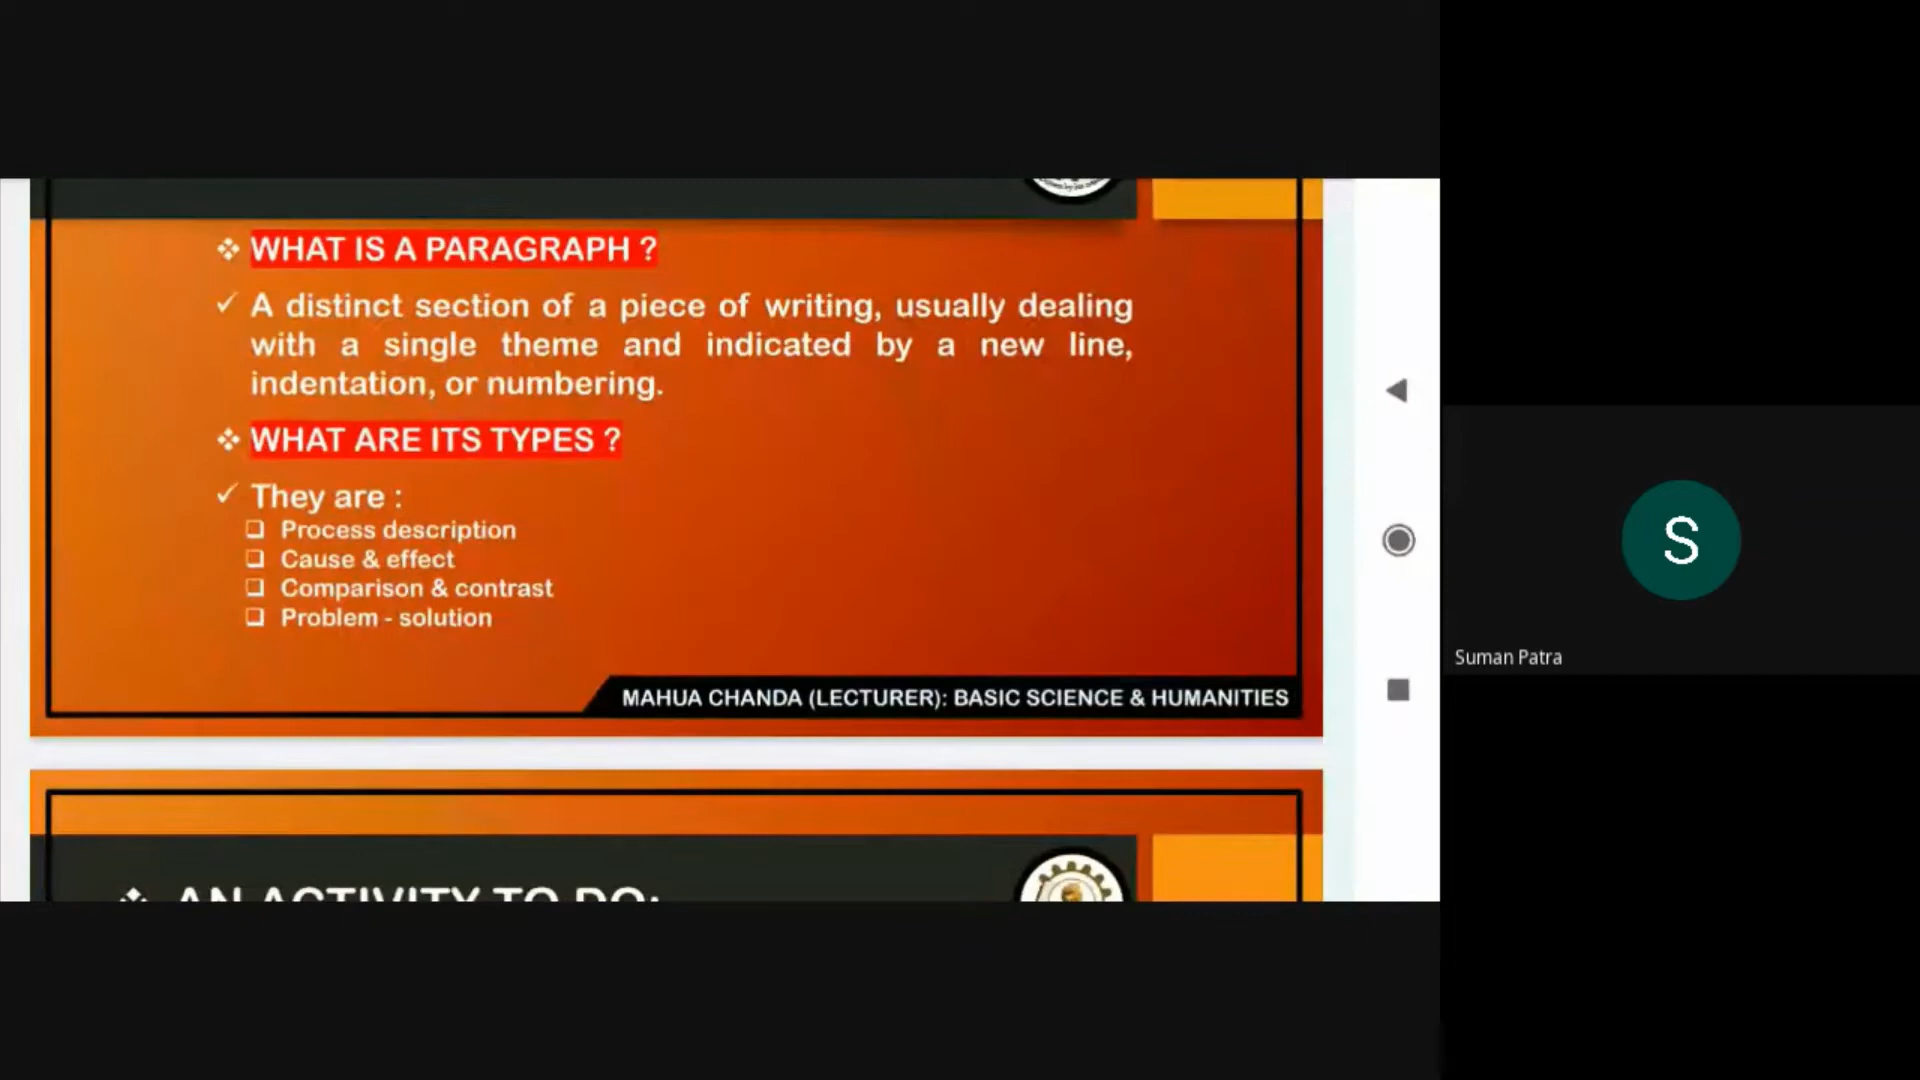 ❖ WHAT IS A PARAGRAPH ?
✓ A distinct section of a piece of writing, usually dealing
with a single theme and indicated by a new line,
indentation, or numbering.
❖ WHAT ARE ITS TYPES ?
✓ They are :
❑ Process description
❑ Cause & effect
❑ Comparison & contrast
❑ Problem - solution
MAHUA CHANDA (LECTURER): BASIC SCIENCE & HUMANITIES
❖ AN ACTIVITY TO DO:
S
Suman Patra